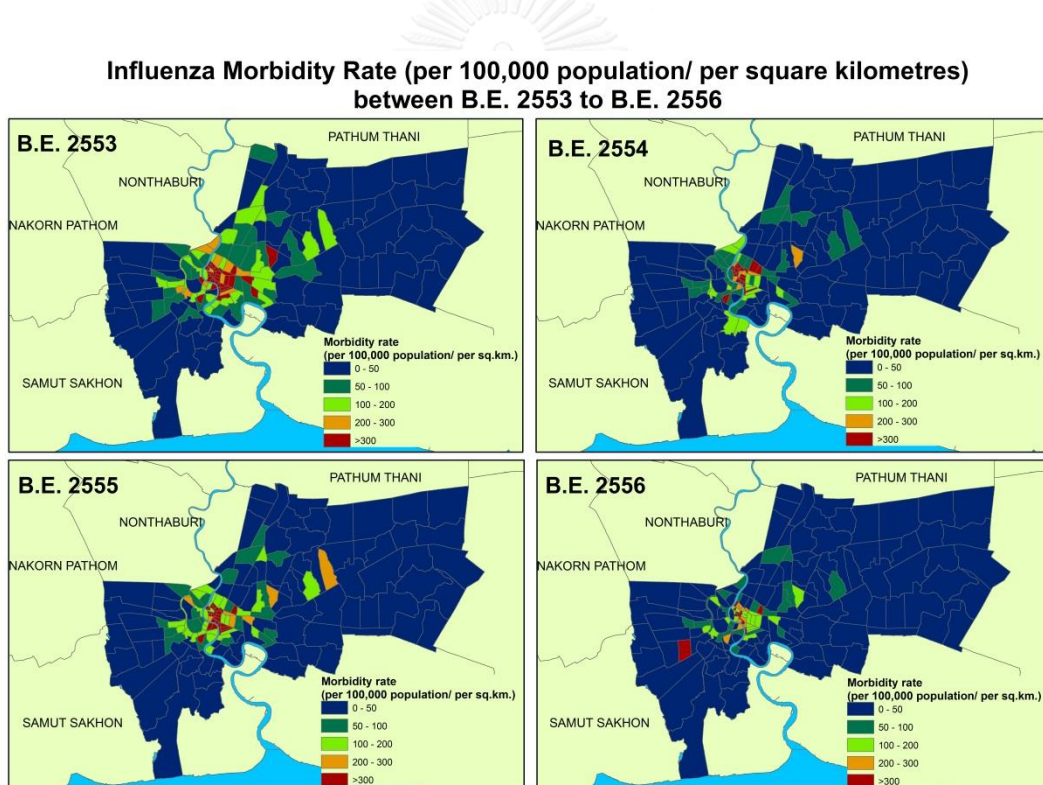 Influenza Morbidity Rate (per 100,000 population/ per square kilometres)
between B.E. 2553 to B.E. 2556
B.E. 2553
PATHUM THANI
NONTHABURI
NAKORN PATHOM
SAMUT SAKHON
Morbidity rate
(per 100,000 population/ per sq.km.)
0 - 50
50 - 100
100 - 200
200 - 300
>300
B.E. 2554
PATHUM THANI
NONTHABURI
NAKORN PATHOM
SAMUT SAKHON
Morbidity rate
(per 100,000 population/ per sq.km.)
0 - 50
50 - 100
100 - 200
200 - 300
>300
B.E. 2555
PATHUM THANI
NONTHABURI
NAKORN PATHOM
SAMUT SAKHON
Morbidity rate
(per 100,000 population/ per sq.km.)
0 - 50
50 - 100
100 - 200
200 - 300
>300
B.E. 2556
PATHUM THANI
NONTHABURI
NAKORN PATHOM
SAMUT SAKHON
Morbidity rate
(per 100,000 population/ per sq.km.)
0 - 50
50 - 100
100 - 200
200 - 300
>300